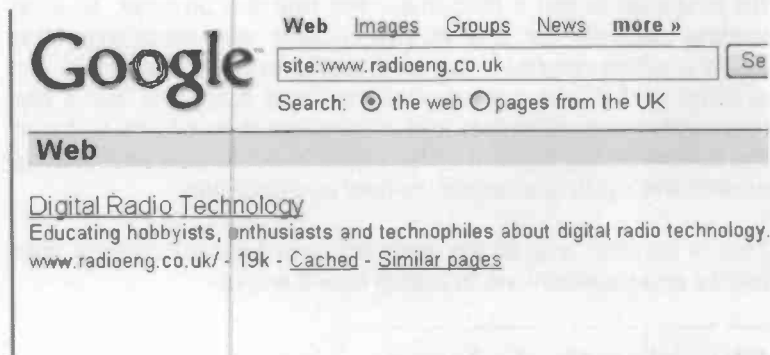 Google™
Web Images Groups News more »
site:www.radioeng.co.uk Se
Search: the web pages from the UK
Web
Digital Radio Technology
Educating hobbyists, enthusiasts and technophiles about digital radio technology.
www.radioeng.co.uk/ - 19k - Cached - Similar pages